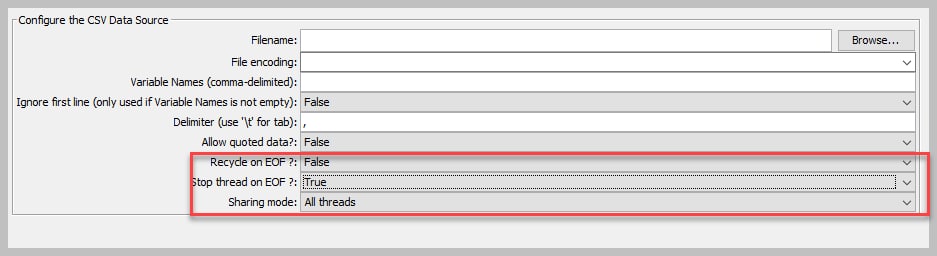 Configure the CSV Data Source
Filename: Browse...
File encoding:
Variable Names (comma-delimited):
Ignore first line (only used if Variable Names is not empty): False
Delimiter (use '\t' for tab): ,
Allow quoted data?: False
Recycle on EOF ?: False
Stop thread on EOF ?: True
Sharing mode: All threads